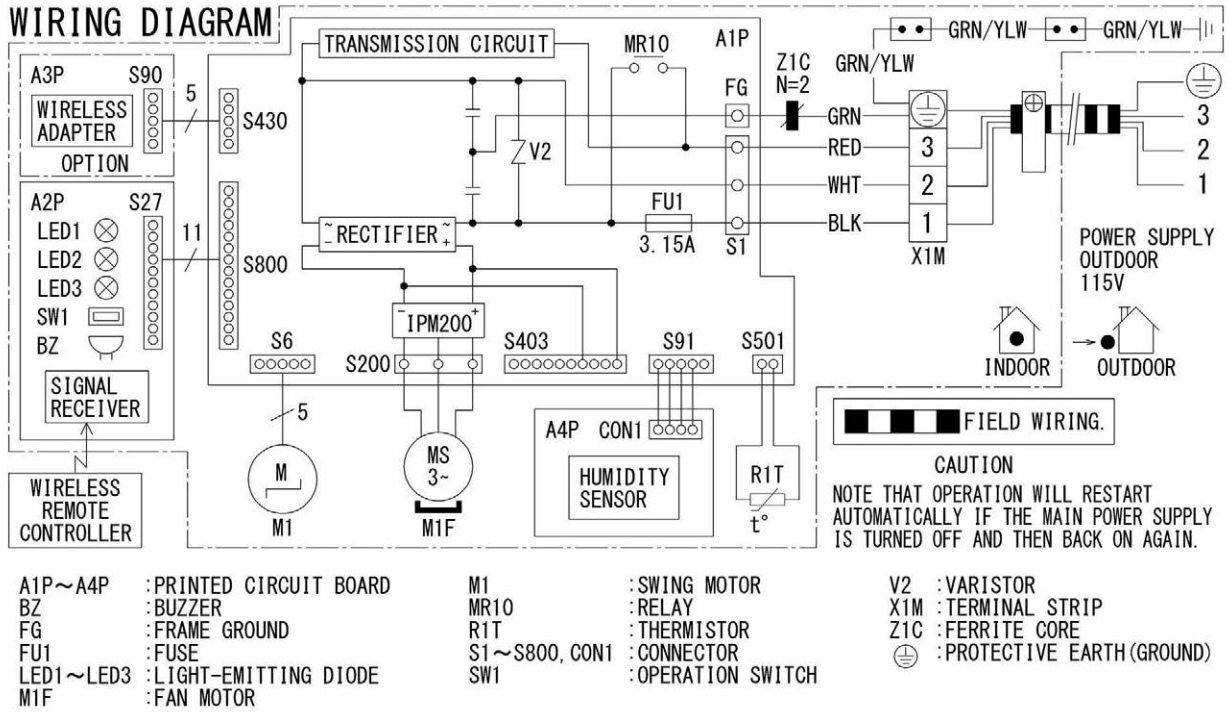 WIRING DIAGRAM
TRANSMISSION CIRCUIT
MR10
A1P
Z1C
N=2
GRN/YLW
GRN/YLW
GRN/YLW
A3P
S90
5
WIRELESS
ADAPTER
OPTION
S430
FG
GRN
RED
WHT
BLK
3
2
1
X1M
3
2
1
V2
FU1
3.15A
S1
A2P
S27
LED1
LED2
LED3
SW1
BZ
11
S800
SIGNAL
RECEIVER
~
–
RECTIFIER
~
+
–
IPM200
+
POWER SUPPLY
OUTDOOR
115V
INDOOR
OUTDOOR
S6
S200
S403
S91
S501
5
M
M1
MS
3~
M1F
A4P
CON1
HUMIDITY
SENSOR
R1T
t°
WIRELESS
REMOTE
CONTROLLER
FIELD WIRING.
CAUTION
NOTE THAT OPERATION WILL RESTART
AUTOMATICALLY IF THE MAIN POWER SUPPLY
IS TURNED OFF AND THEN BACK ON AGAIN.
A1P~A4P :PRINTED CIRCUIT BOARD
BZ :BUZZER
FG :FRAME GROUND
FU1 :FUSE
LED1~LED3 :LIGHT-EMITTING DIODE
M1F :FAN MOTOR
M1 :SWING MOTOR
MR10 :RELAY
R1T :THERMISTOR
S1~S800, CON1 :CONNECTOR
SW1 :OPERATION SWITCH
V2 :VARISTOR
X1M :TERMINAL STRIP
Z1C :FERRITE CORE
:PROTECTIVE EARTH(GROUND)